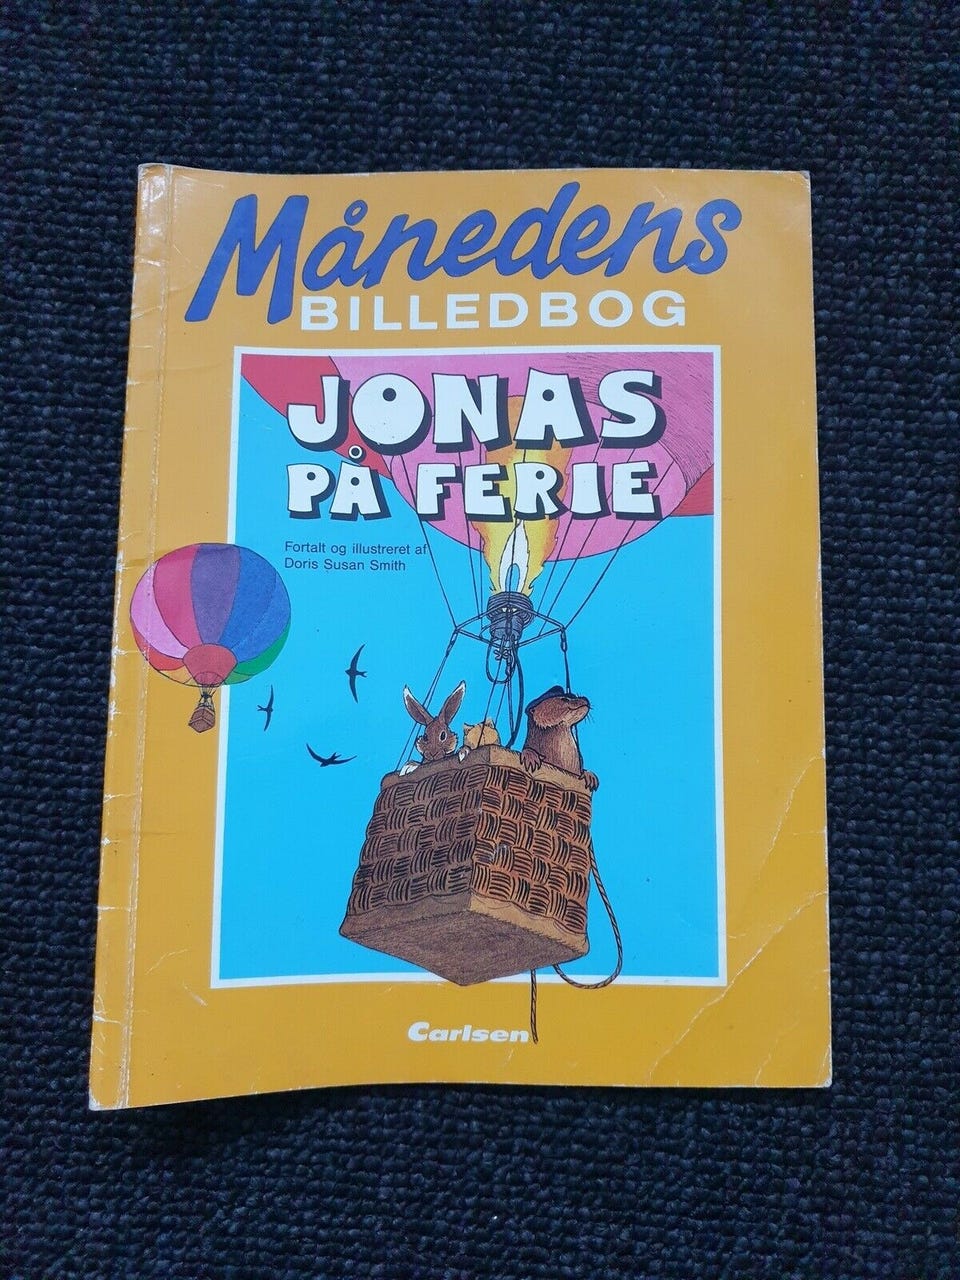 Månedens
BILLEDBOG
JONAS
PÅ FERIE
Fortalt og illustreret af
Doris Susan Smith
Carlsen